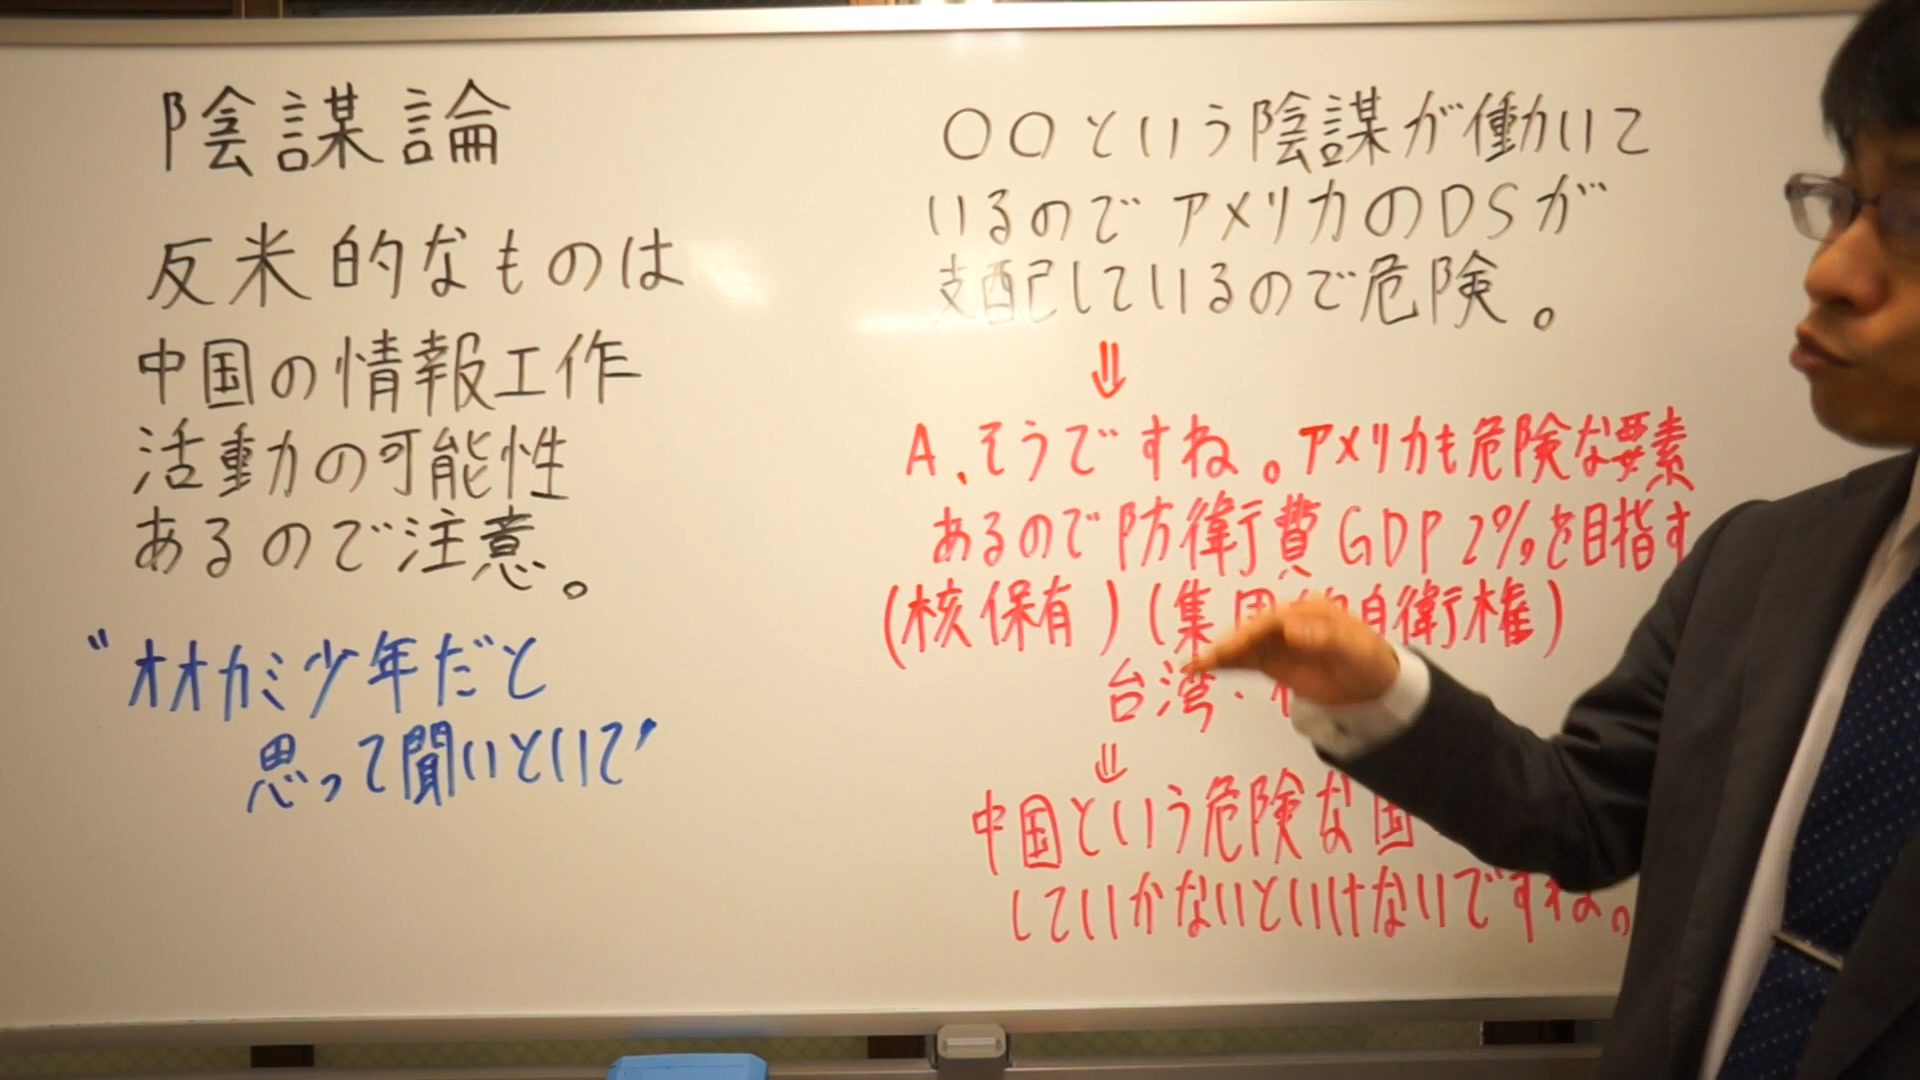 陰謀論
反米的なものは
中国の情報工作
活動の可能性
あるので注意。
〝オオカミ少年だと
思って聞いといて〞
〇〇という陰謀が働いて
いるのでアメリカのDSが
支配しているので危険。
⇓
A、そうですね。アメリカも危険な要素
あるので防衛費GDP2%を目指す
(核保有)(集団的自衛権)
台湾・
⇓
中国という危険な国
していかないといけないですね。